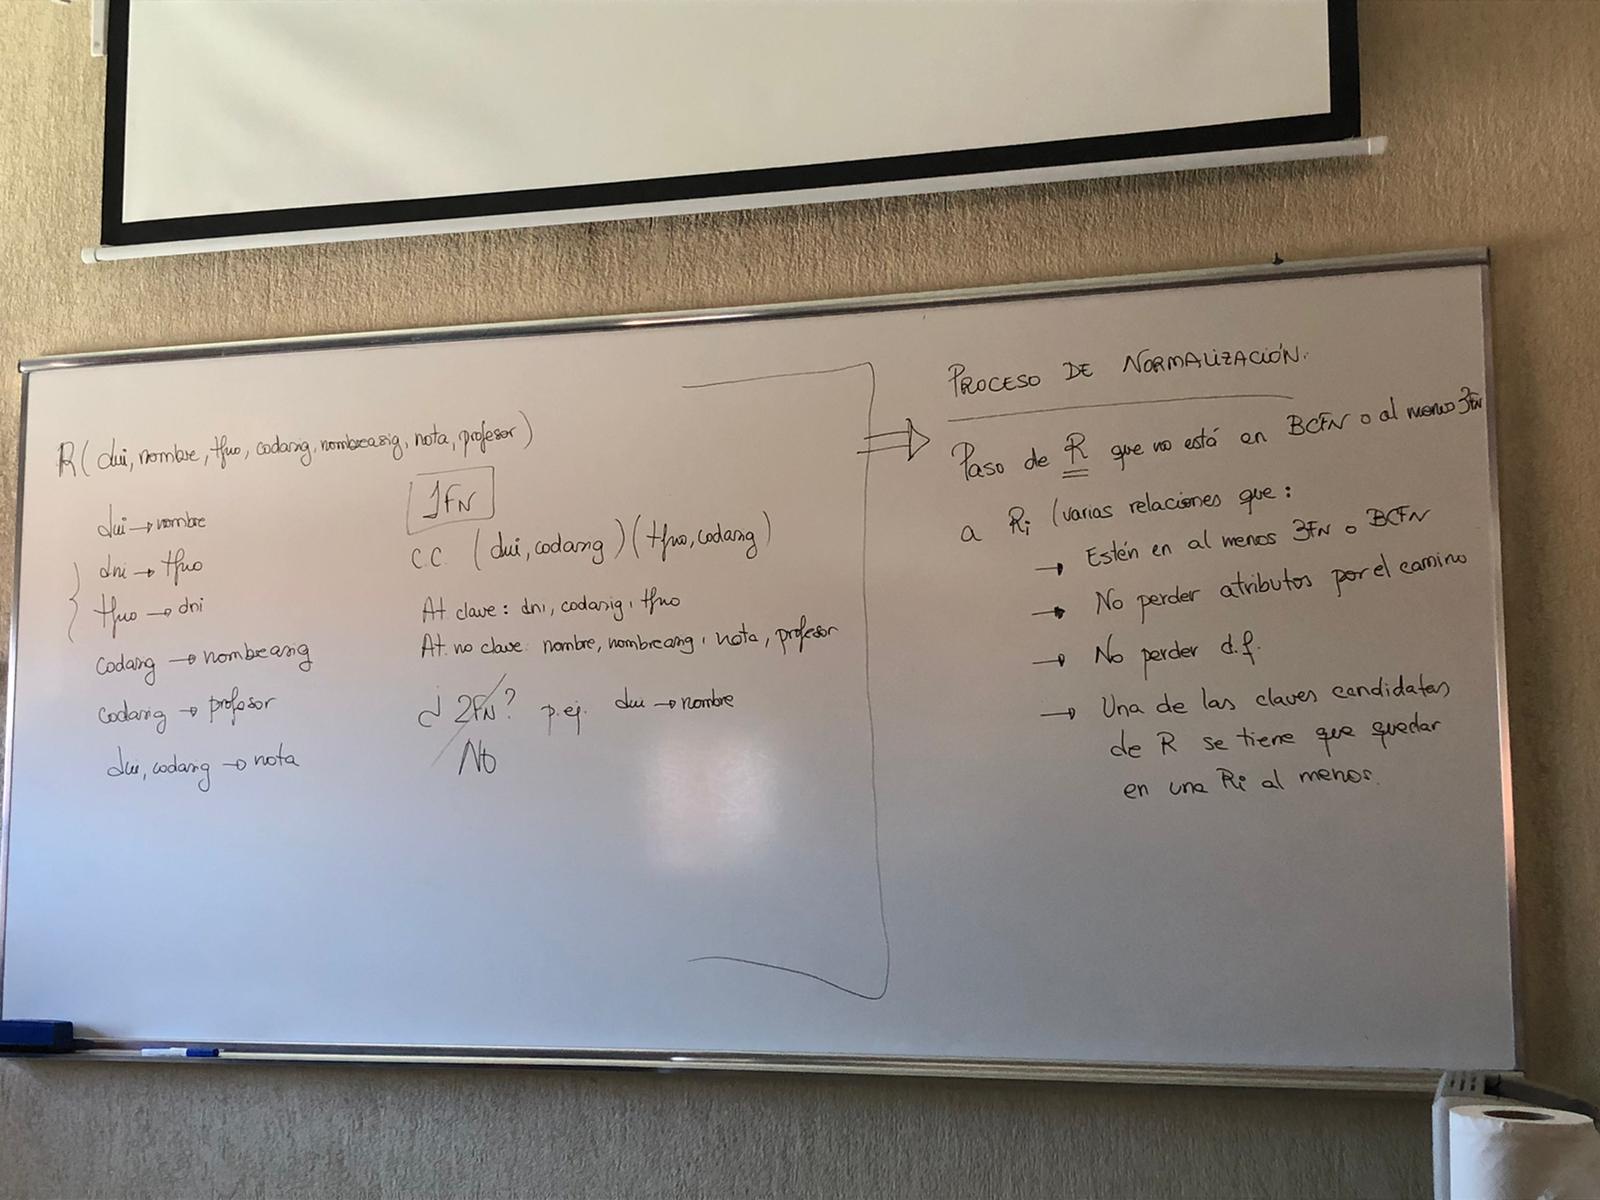 R(dni, nombre, tfno, codasig, nombreasig, nota, profesor)
dni → nombre
dni → tfno
tfno → dni
codasig → nombreasig
codasig → profesor
dni, codasig → nota
1FN
C.C. (dni, codasig) (tfno, codasig)
At clave: dni, codasig, tfno
At. no clave: nombre, nombreasig, nota, profesor
¿2FN? p.ej. dni → nombre
No
⇒
PROCESO DE NORMALIZACIÓN.
Paso de R que no está en BCFN o al menos 3FN
a Ri (varias relaciones que:
→ Estén en al menos 3FN o BCFN
→ No perder atributos por el camino
→ No perder d.f.
→ Una de las claves candidatas
de R se tiene que quedar
en una Ri al menos.